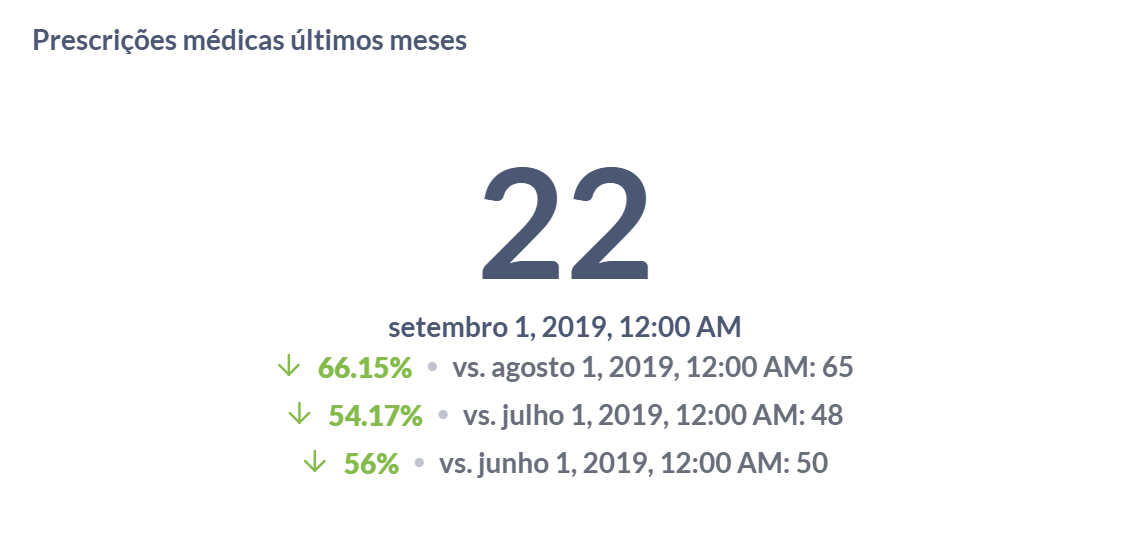 Prescrições médicas últimos meses
22
setembro 1, 2019, 12:00 AM
↓ 66.15% • vs. agosto 1, 2019, 12:00 AM: 65
↓ 54.17% • vs. julho 1, 2019, 12:00 AM: 48
↓ 56% • vs. junho 1, 2019, 12:00 AM: 50